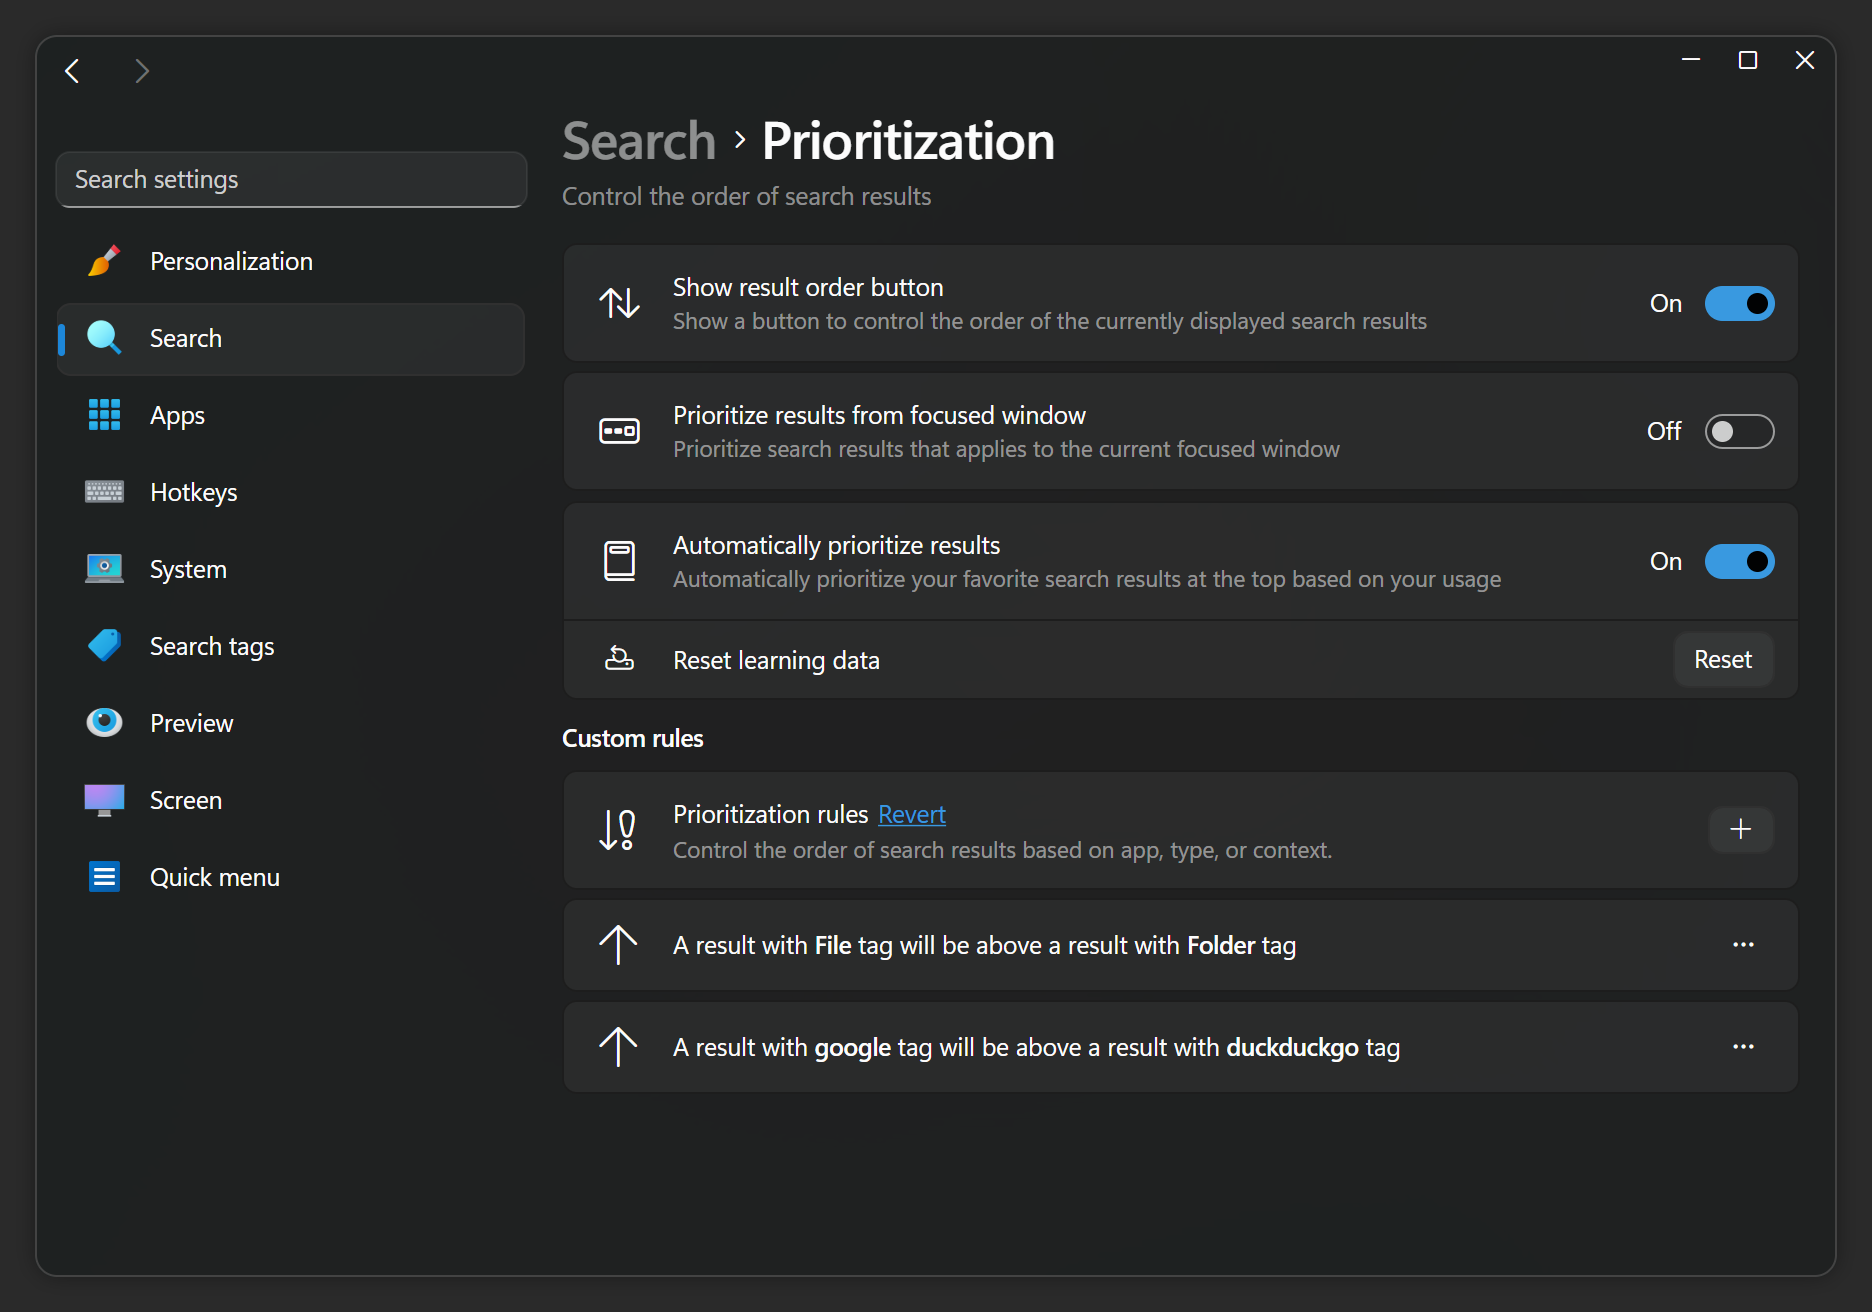 Search settings
Personalization
Search
Apps
Hotkeys
System
Search tags
Preview
Screen
Quick menu
Search › Prioritization
Control the order of search results
Show result order button
Show a button to control the order of the currently displayed search results
On
Prioritize results from focused window
Prioritize search results that applies to the current focused window
Off
Automatically prioritize results
Automatically prioritize your favorite search results at the top based on your usage
On
Reset learning data
Reset
Custom rules
Prioritization rules Revert
Control the order of search results based on app, type, or context.
A result with File tag will be above a result with Folder tag
A result with google tag will be above a result with duckduckgo tag